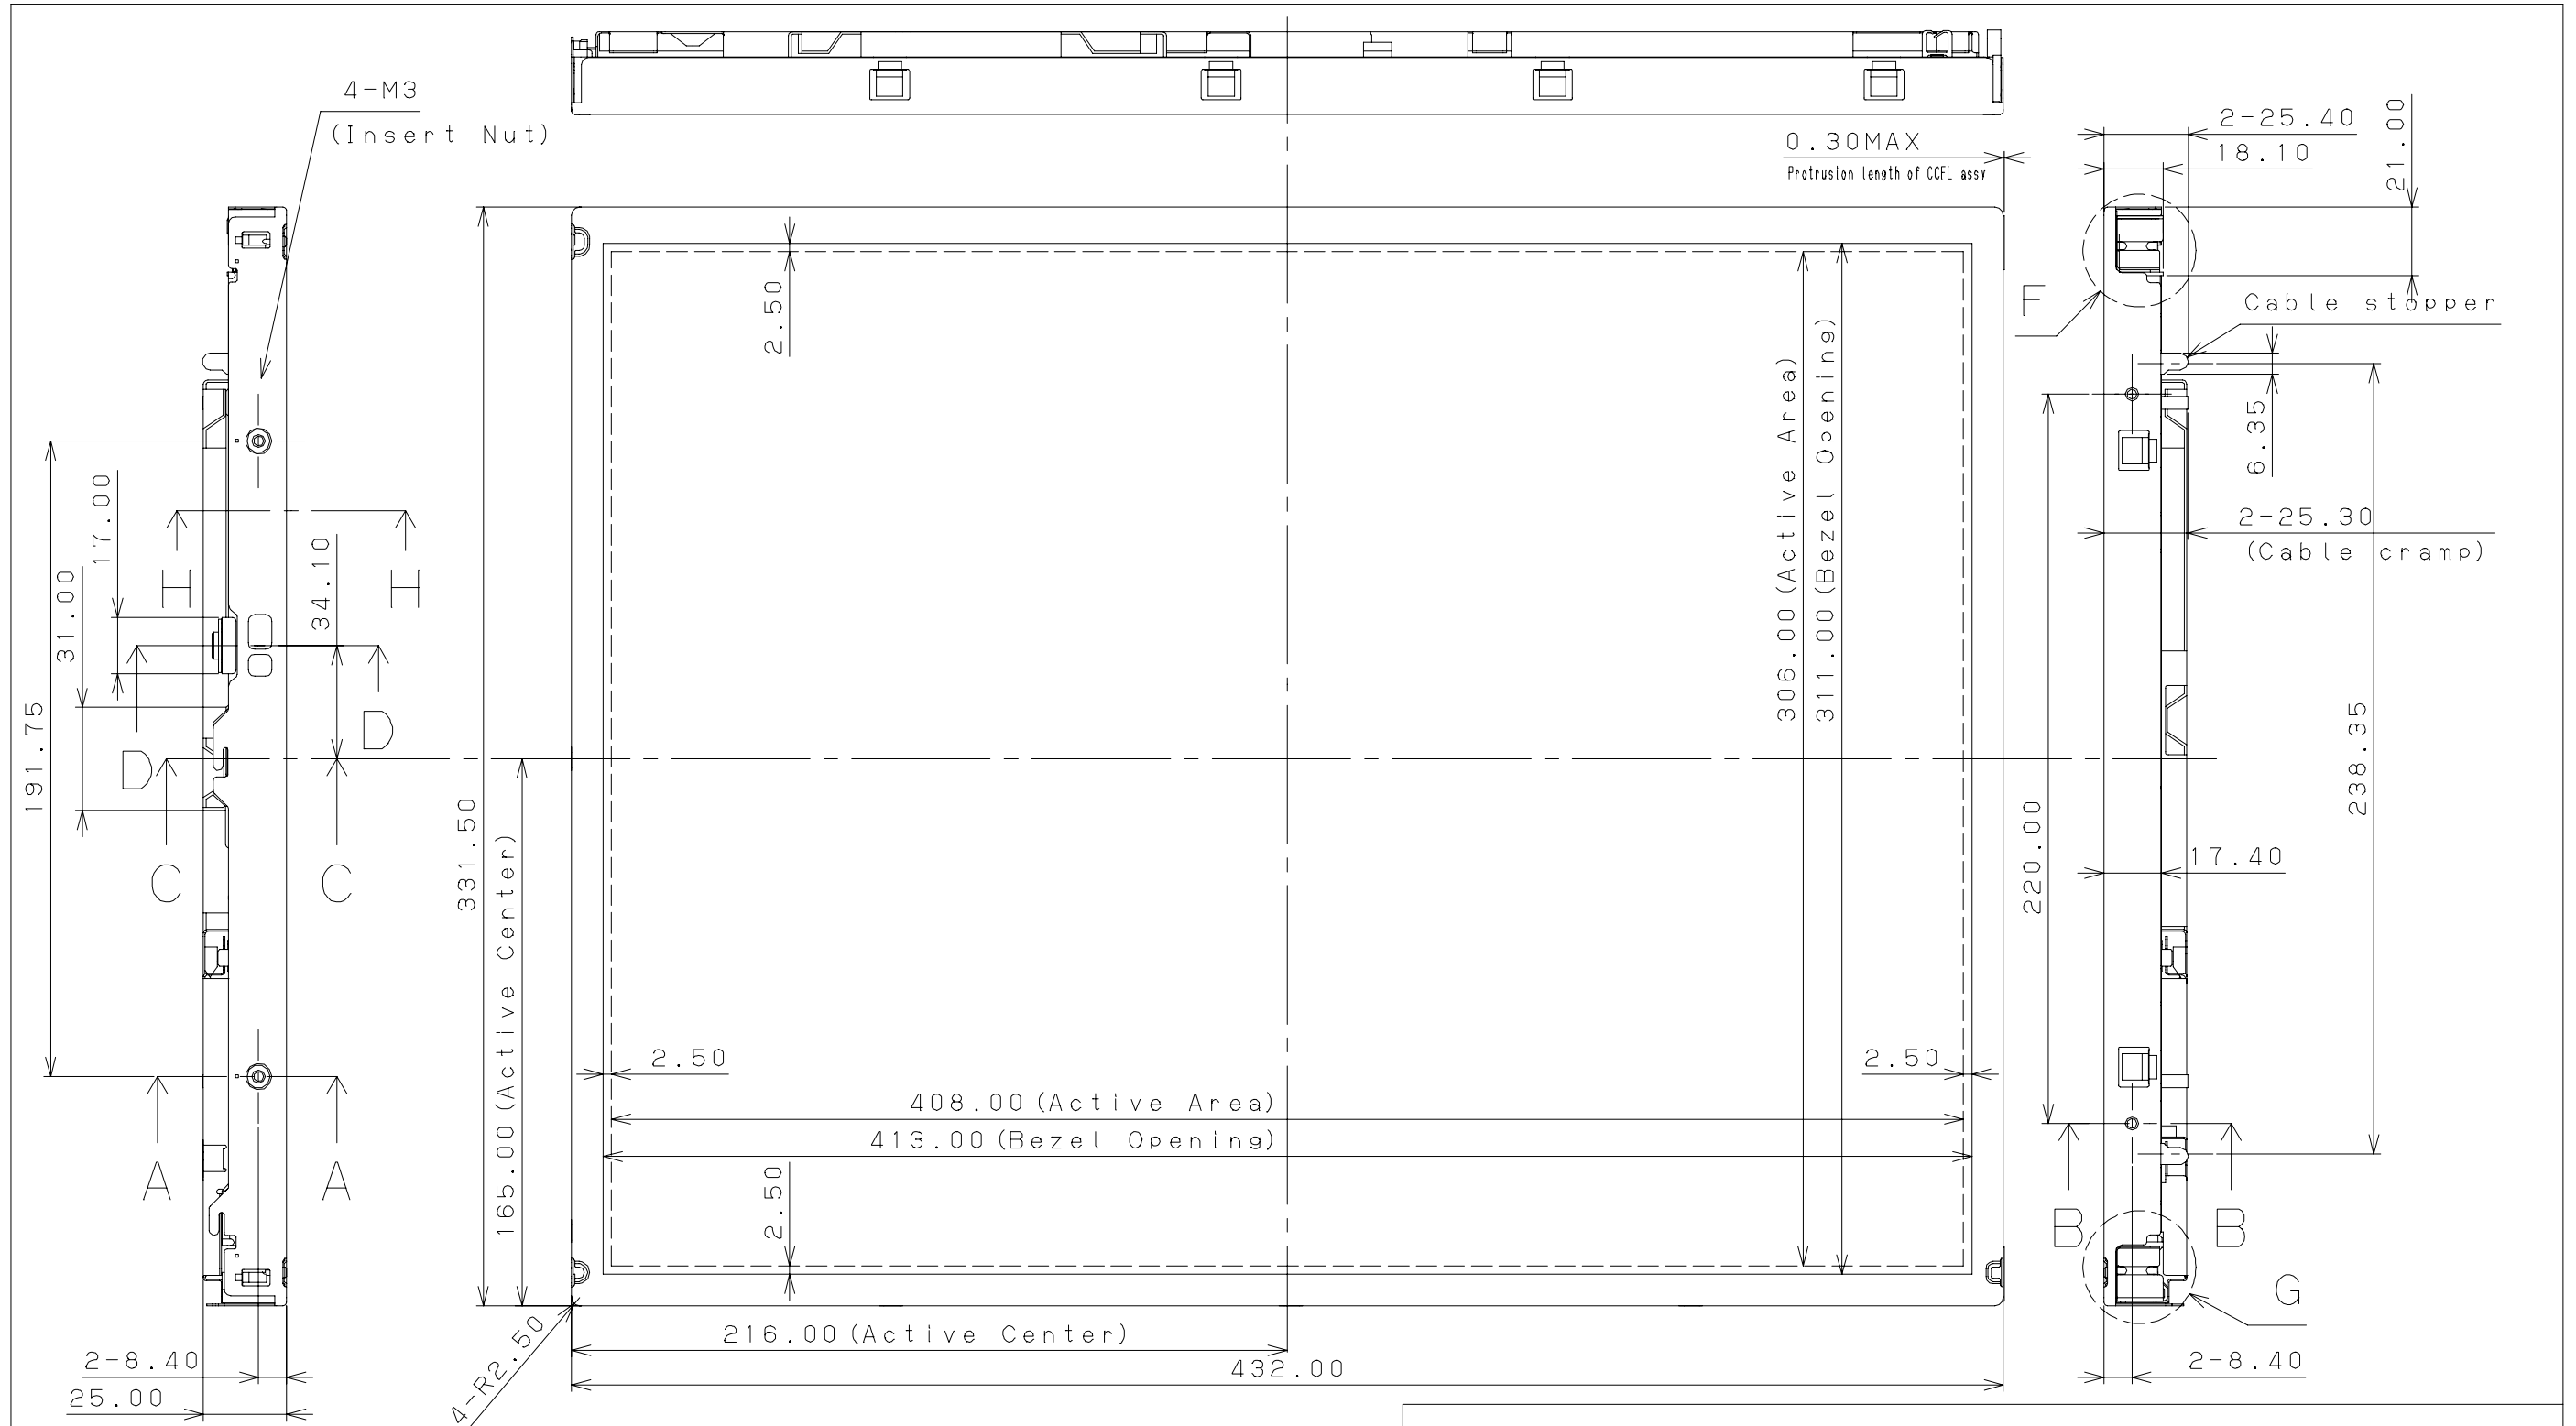 4-M3
(Insert Nut)
0.30MAX
Protrusion length of CCFL assy
2-25.40
18.10
21.00
F
Cable stopper
2.50
306.00(Active Area)
311.00(Bezel Opening)
6.35
2-25.30
(Cable cramp)
17.00
H
H
34.10
31.00
D
D
191.75
C
C
331.50
165.00(Active Center)
238.35
220.00
17.40
2.50
2.50
408.00(Active Area)
413.00(Bezel Opening)
A
A
2.50
B
B
G
216.00(Active Center)
432.00
4-R2.50
2-8.40
25.00
2-8.40